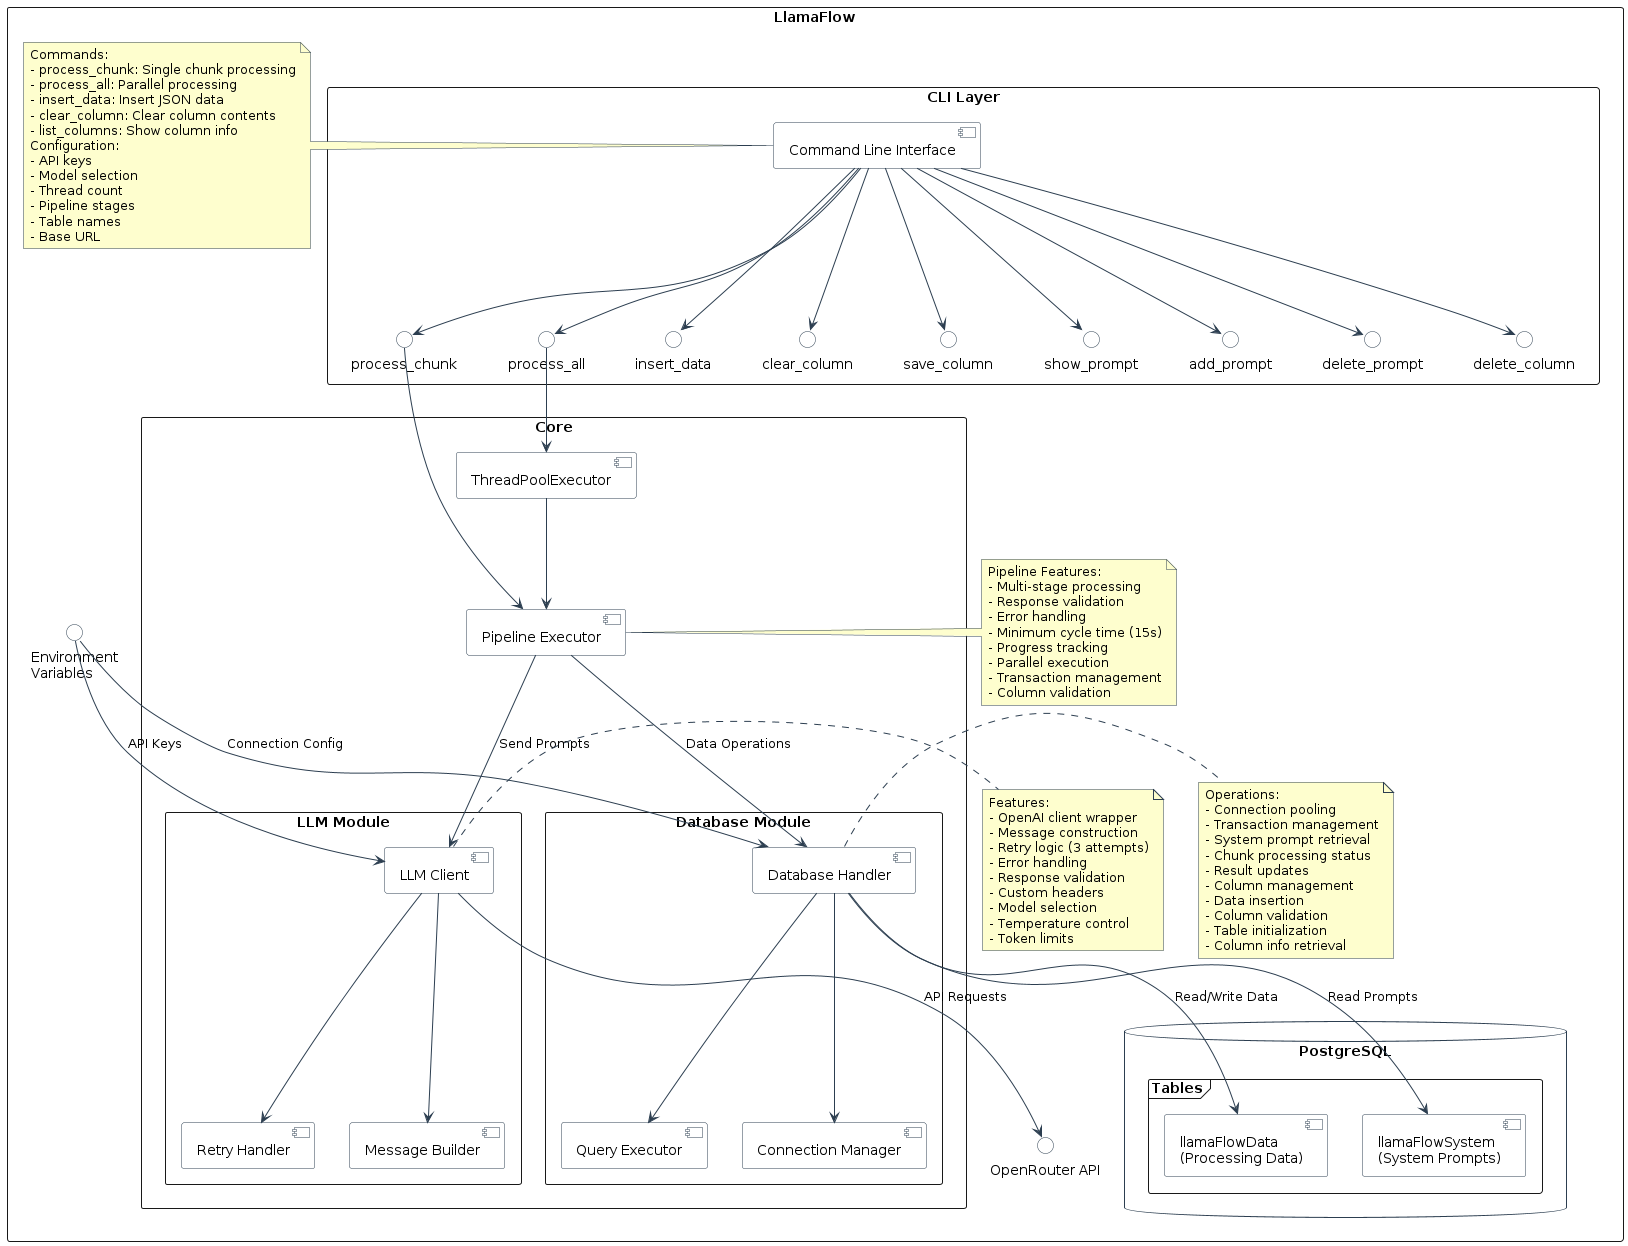 LlamaFlow
Commands:
- process_chunk: Single chunk processing
- process_all: Parallel processing
- insert_data: Insert JSON data
- clear_column: Clear column contents
- list_columns: Show column info
Configuration:
- API keys
- Model selection
- Thread count
- Pipeline stages
- Table names
- Base URL
CLI Layer
Command Line Interface
process_chunk
process_all
insert_data
clear_column
save_column
show_prompt
add_prompt
delete_prompt
delete_column
Core
ThreadPoolExecutor
Pipeline Executor
Pipeline Features:
- Multi-stage processing
- Response validation
- Error handling
- Minimum cycle time (15s)
- Progress tracking
- Parallel execution
- Transaction management
- Column validation
Environment
Variables
API Keys
Connection Config
Send Prompts
Data Operations
LLM Module
LLM Client
Database Module
Database Handler
Features:
- OpenAI client wrapper
- Message construction
- Retry logic (3 attempts)
- Error handling
- Response validation
- Custom headers
- Model selection
- Temperature control
- Token limits
Operations:
- Connection pooling
- Transaction management
- System prompt retrieval
- Chunk processing status
- Result updates
- Column management
- Data insertion
- Column validation
- Table initialization
- Column info retrieval
API Requests
Read/Write Data
Read Prompts
Retry Handler
Message Builder
Query Executor
Connection Manager
OpenRouter API
PostgreSQL
Tables
llamaFlowData
(Processing Data)
llamaFlowSystem
(System Prompts)